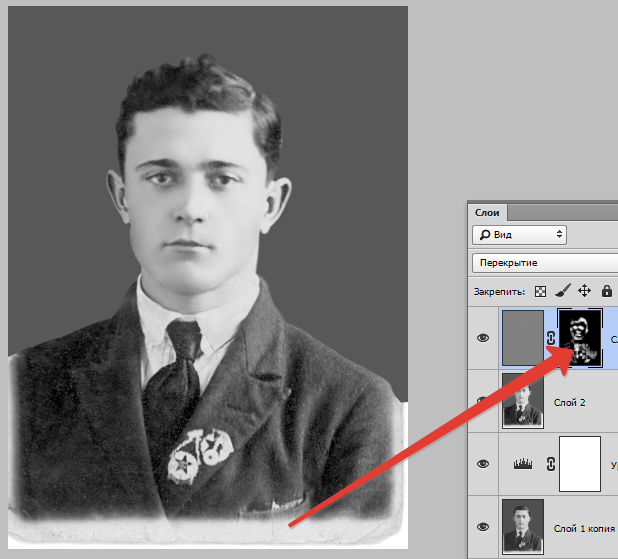 Слои
Вид
Перекрытие
Закрепить:
Слой 2
Слой 1 копия